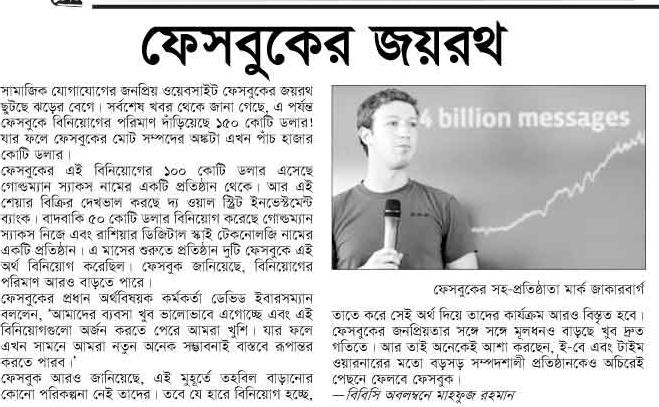 ফেসবুকের জয়রথ
সামাজিক যোগাযোগের জনপ্রিয় ওয়েবসাইট ফেসবুকের জয়রথ
ছুটছে ঝড়ের বেগে। সর্বশেষ খবর থেকে জানা গেছে, এ পর্যন্ত
ফেসবুকে বিনিয়োগের পরিমাণ দাঁড়িয়েছে ১৫০ কোটি ডলার!
যার ফলে ফেসবুকের মোট সম্পদের অঙ্কটা এখন পাঁচ হাজার
কোটি ডলার।
ফেসবুকের এই বিনিয়োগের ১০০ কোটি ডলার এসেছে
গোল্ডম্যান স্যাকস নামের একটি প্রতিষ্ঠান থেকে। আর এই
শেয়ার বিক্রির দেখভাল করছে দ্য ওয়াল স্ট্রিট ইনভেস্টমেন্ট
ব্যাংক। বাদবাকি ৫০ কোটি ডলার বিনিয়োগ করেছে গোল্ডম্যান
স্যাকস নিজে এবং রাশিয়ার ডিজিটাল স্কাই টেকনোলজি নামের
একটি প্রতিষ্ঠান। এ মাসের শুরুতে প্রতিষ্ঠান দুটি ফেসবুকে এই
অর্থ বিনিয়োগ করেছিল। ফেসবুক জানিয়েছে, বিনিয়োগের
পরিমাণ আরও বাড়তে পারে।
ফেসবুকের প্রধান অর্থবিষয়ক কর্মকর্তা ডেভিড ইবারসম্যান
বললেন, ‘আমাদের ব্যবসা খুব ভালোভাবে এগোচ্ছে এবং এই
বিনিয়োগগুলো অর্জন করতে পেরে আমরা খুশি। যার ফলে
এখন সামনে আমরা নতুন অনেক সম্ভাবনাই বাস্তবে রূপান্তর
করতে পারব।’
ফেসবুক আরও জানিয়েছে, এই মুহূর্তে তহবিল বাড়ানোর
কোনো পরিকল্পনা নেই তাদের। তবে যে হারে বিনিয়োগ হচ্ছে,
4 billion messages
ফেসবুকের সহ-প্রতিষ্ঠাতা মার্ক জাকারবার্গ
তাতে করে সেই অর্থ দিয়ে তাদের কার্যক্রম আরও বিস্তৃত হবে।
ফেসবুকের জনপ্রিয়তার সঙ্গে সঙ্গে মূলধনও বাড়ছে খুব দ্রুত
গতিতে। আর তাই অনেকেই আশা করছেন, ই-বে এবং টাইম
ওয়ারনারের মতো বড়সড় সম্পদশালী প্রতিষ্ঠানকেও অচিরেই
পেছনে ফেলবে ফেসবুক।
—বিবিসি অবলম্বনে মাহফুজ রহমান